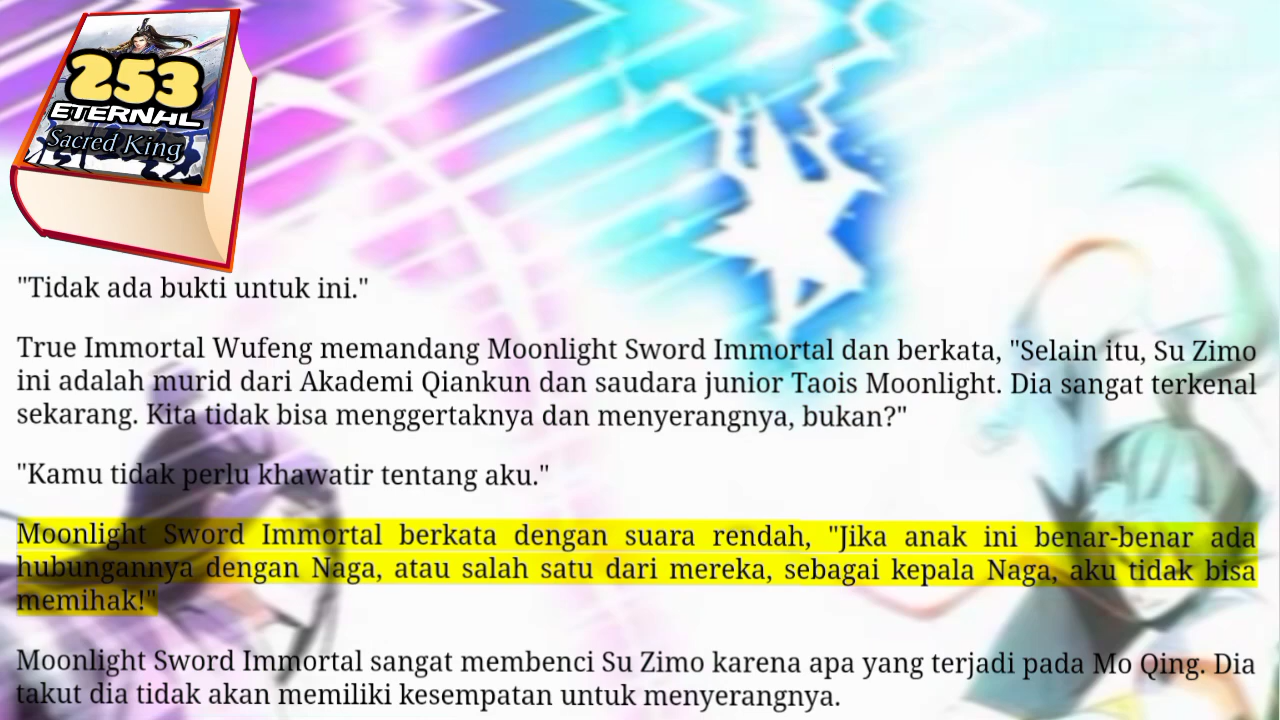 253
ETERNAL
Sacred King
"Tidak ada bukti untuk ini."
True Immortal Wufeng memandang Moonlight Sword Immortal dan berkata, "Selain itu, Su Zimo
ini adalah murid dari Akademi Qiankun dan saudara junior Taois Moonlight. Dia sangat terkenal
sekarang. Kita tidak bisa menggertaknya dan menyerangnya, bukan?"
"Kamu tidak perlu khawatir tentang aku."
Moonlight Sword Immortal berkata dengan suara rendah, "Jika anak ini benar-benar ada
hubungannya dengan Naga, atau salah satu dari mereka, sebagai kepala Naga, aku tidak bisa
memihak!"
Moonlight Sword Immortal sangat membenci Su Zimo karena apa yang terjadi pada Mo Qing. Dia
takut dia tidak akan memiliki kesempatan untuk menyerangnya.